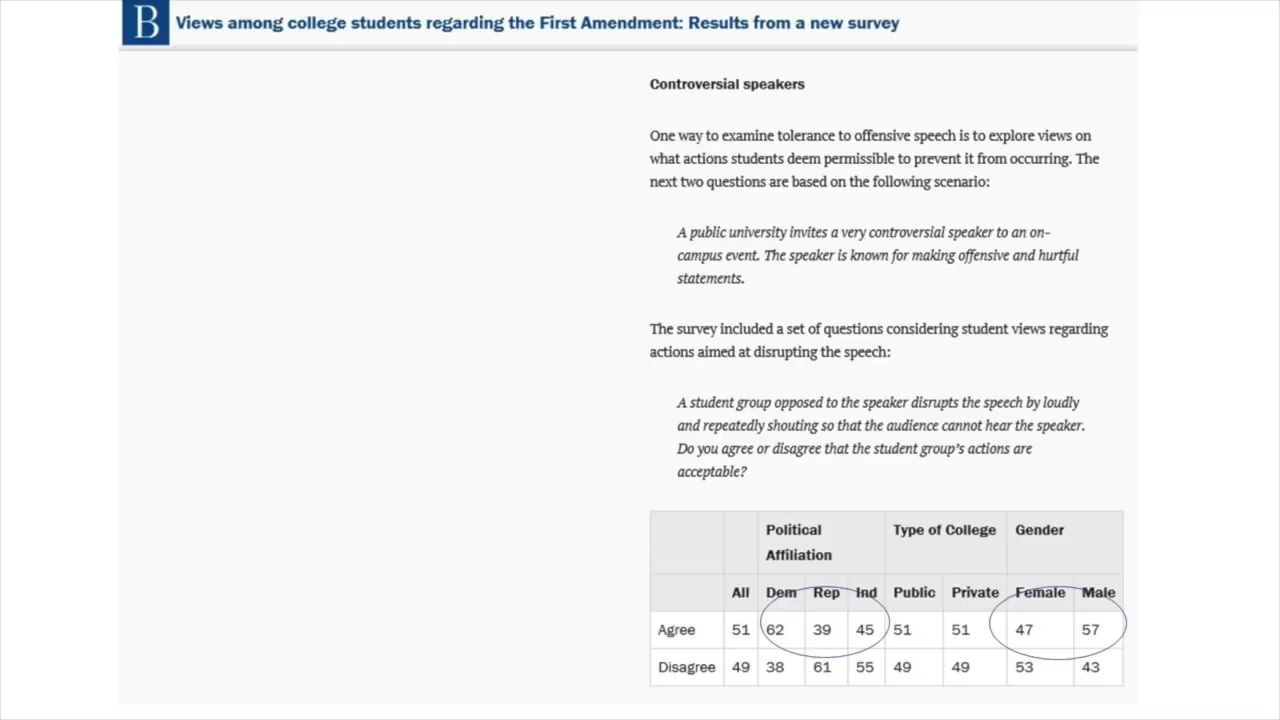 B Views among college students regarding the First Amendment: Results from a new survey
Controversial speakers
One way to examine tolerance to offensive speech is to explore views on
what actions students deem permissible to prevent it from occurring. The
next two questions are based on the following scenario:
A public university invites a very controversial speaker to an on-
campus event. The speaker is known for making offensive and hurtful
statements.
The survey included a set of questions considering student views regarding
actions aimed at disrupting the speech:
A student group opposed to the speaker disrupts the speech by loudly
and repeatedly shouting so that the audience cannot hear the speaker.
Do you agree or disagree that the student group's actions are
acceptable?
Political Type of College Gender
Affiliation
All Dem Rep Ind Public Private Female Male
Agree 51 62 39 45 51 51 47 57
Disagree 49 38 61 55 49 49 53 43